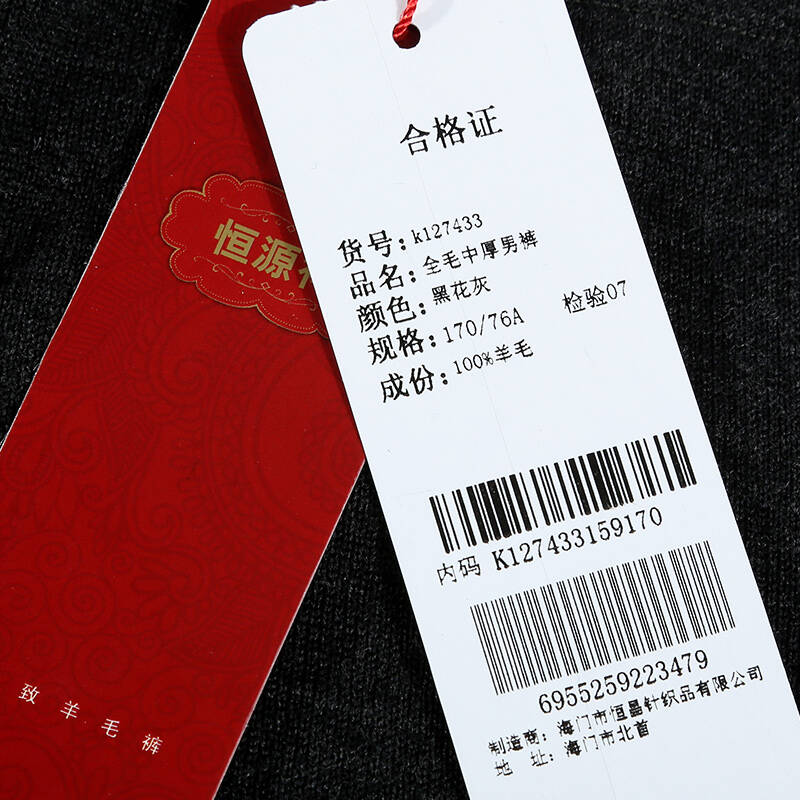 合格证
货号: k127433
品名: 全毛中厚男裤
颜色: 黑花灰
规格: 170/76A 检验07
成份: 100%羊毛
内码 K127433159170
6955259223479
制造商: 海门市恒晶针织品有限公司
地 址: 海门市北首
恒源
致羊毛裤